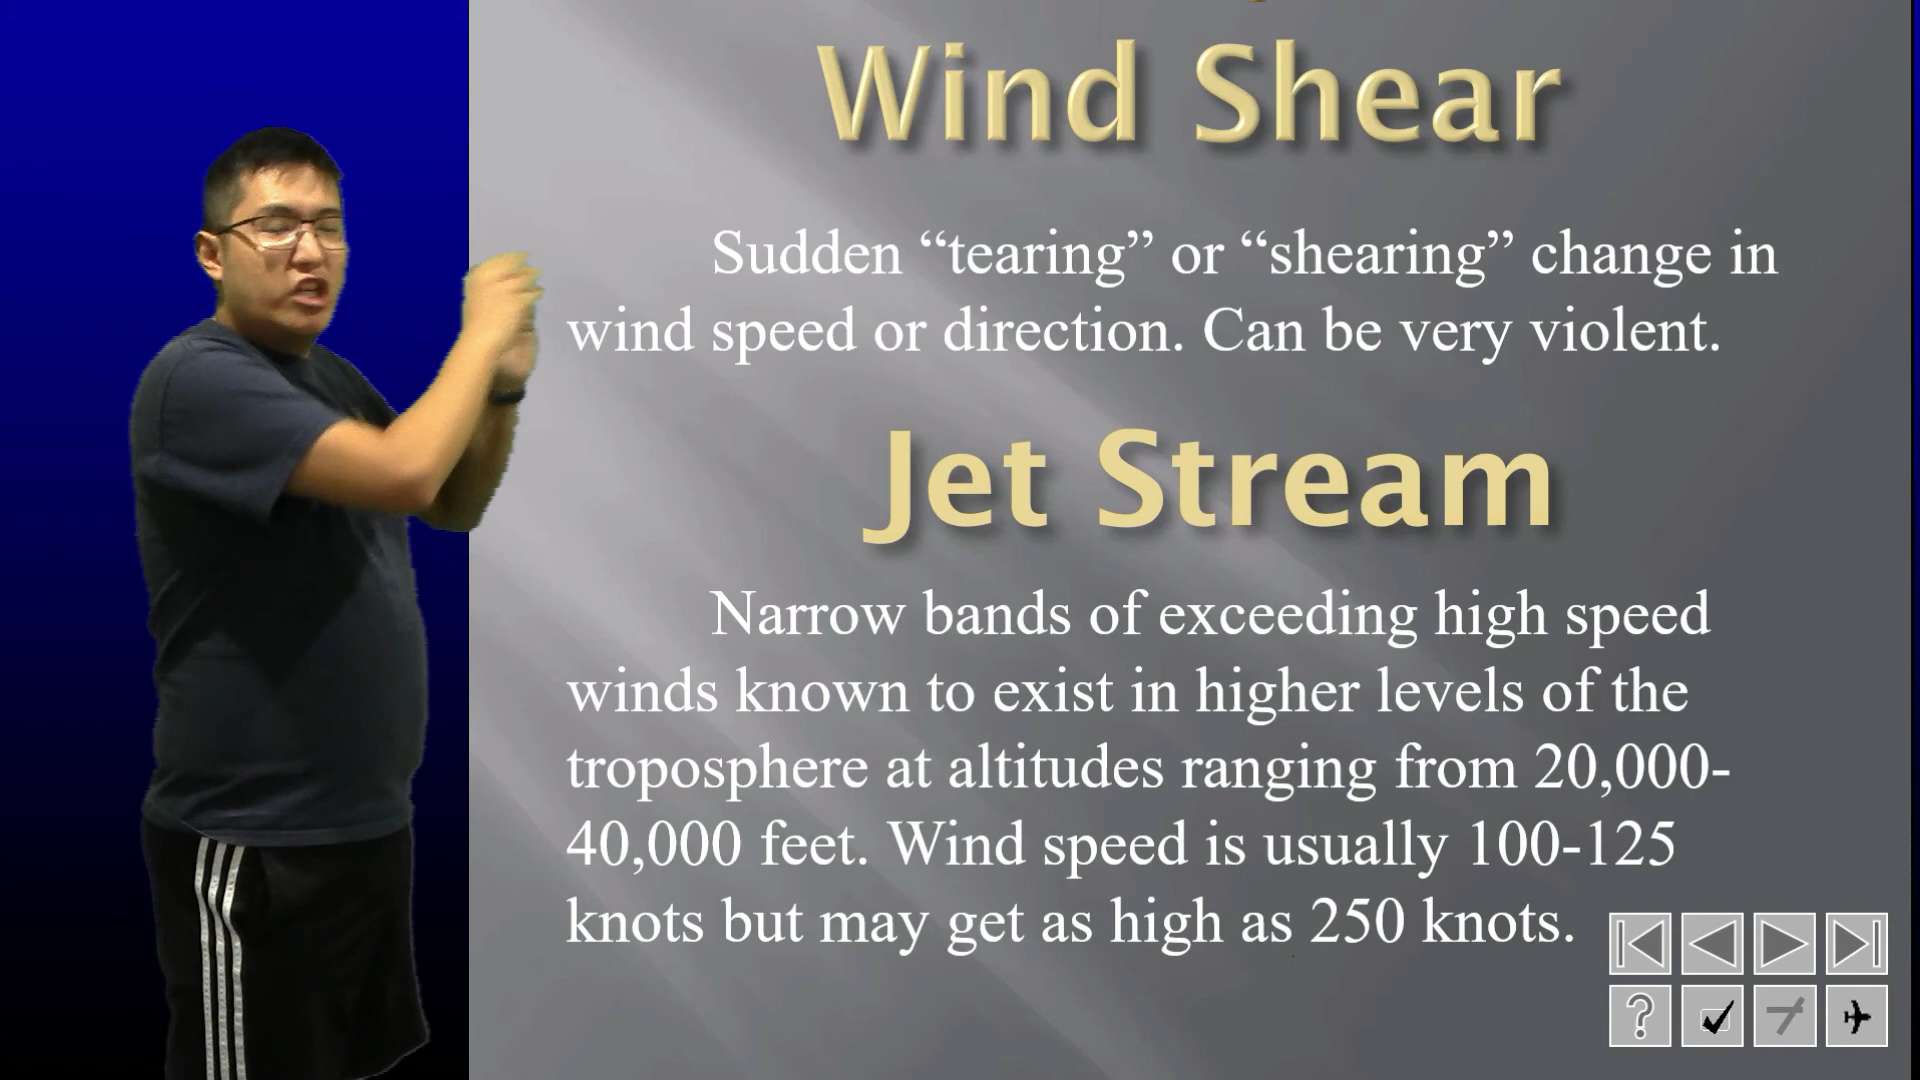 Wind Shear
Sudden “tearing” or “shearing” change in
wind speed or direction. Can be very violent.
Jet Stream
Narrow bands of exceeding high speed
winds known to exist in higher levels of the
troposphere at altitudes ranging from 20,000-
40,000 feet. Wind speed is usually 100-125
knots but may get as high as 250 knots.
?